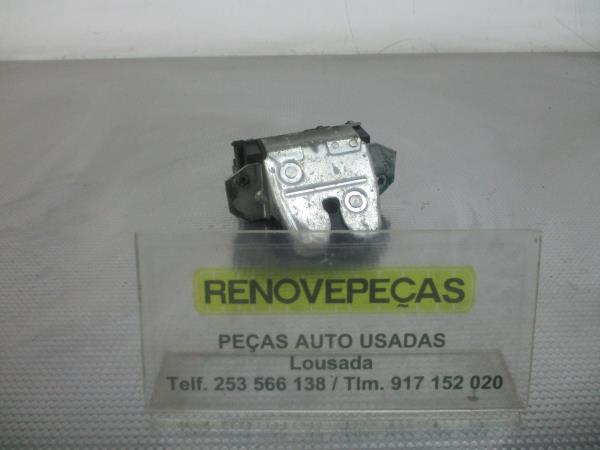 RENOVEPEÇAS
PEÇAS AUTO USADAS
Lousada
Telf. 253 566 138 / Tlm. 917 152 020